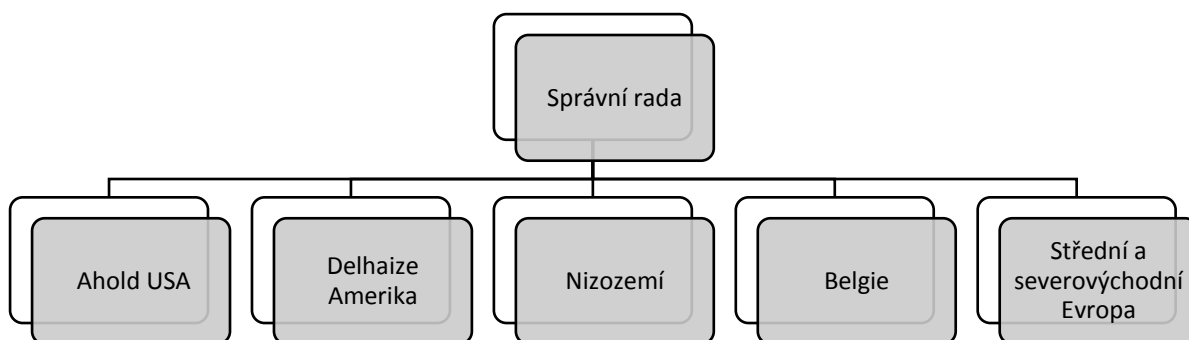 Správní rada
Ahold USA
Delhaize
Amerika
Nizozemí
Belgie
Střední a
severovýchodní
Evropa